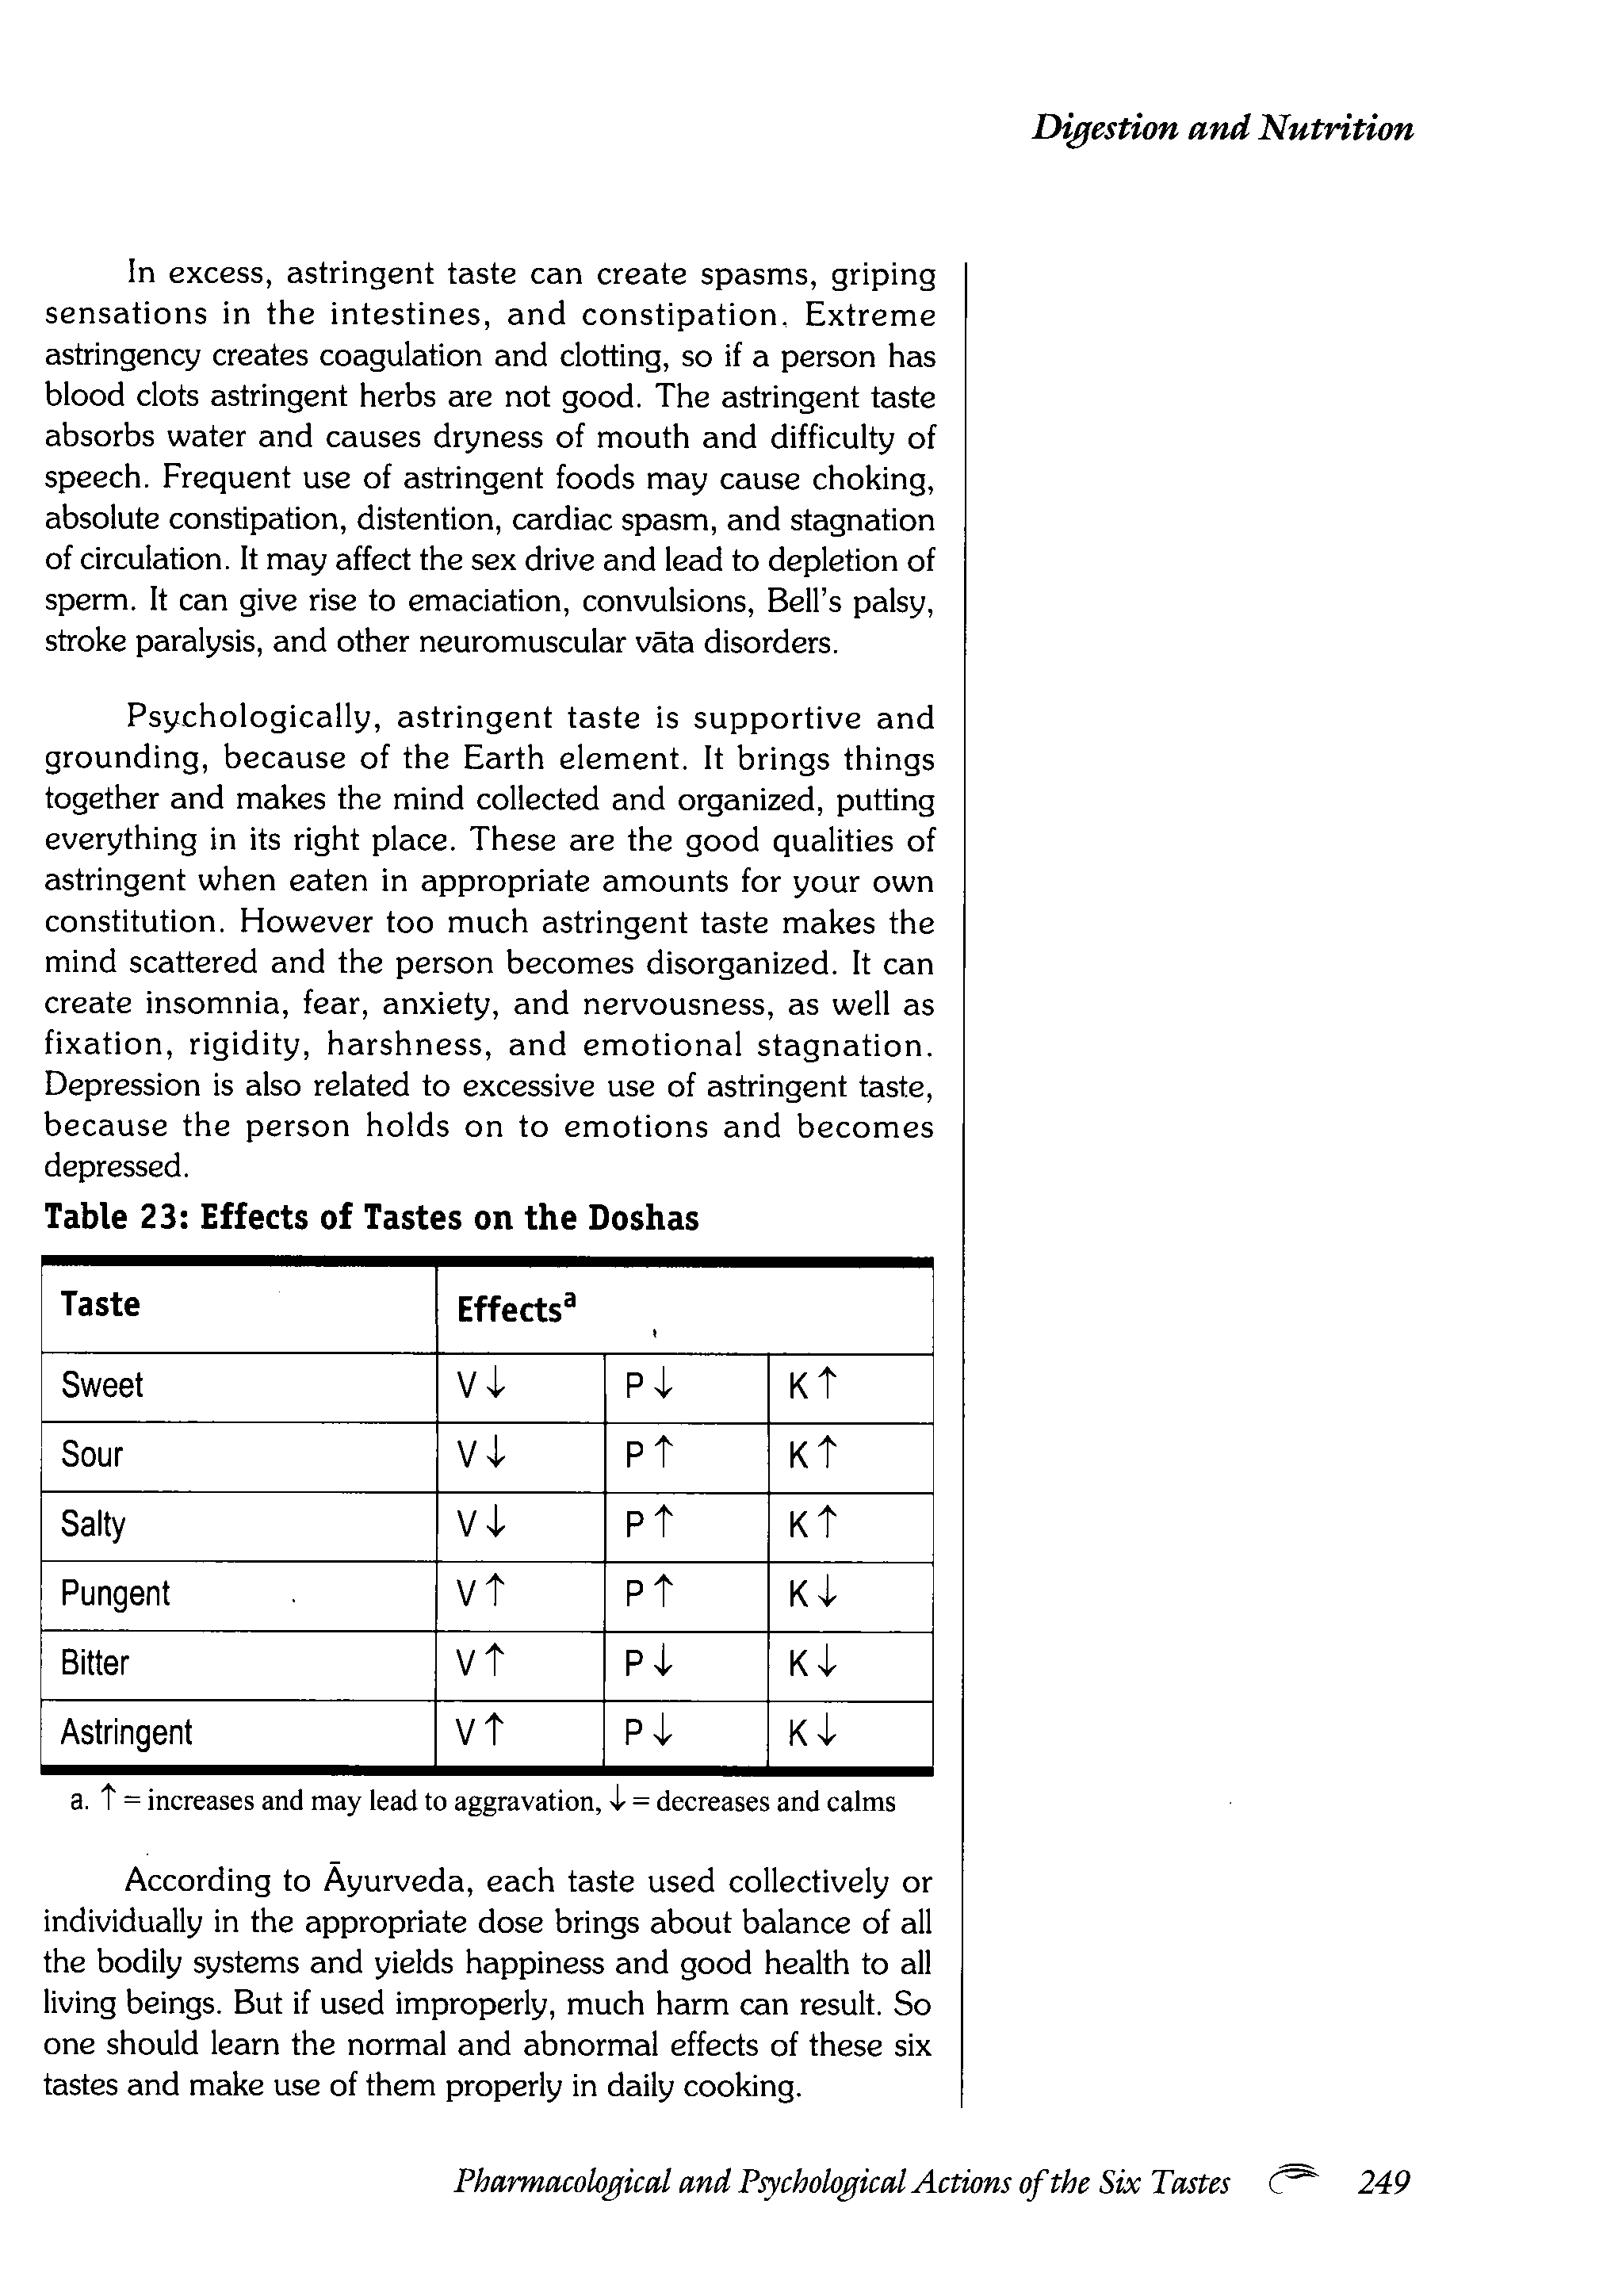 Digestion and Nutrition
In excess, astringent taste can create spasms, griping
sensations in the intestines, and constipation. Extreme
astringency creates coagulation and clotting, so if a person has
blood clots astringent herbs are not good. The astringent taste
absorbs water and causes dryness of mouth and difficulty of
speech. Frequent use of astringent foods may cause choking,
absolute constipation, distention, cardiac spasm, and stagnation
of circulation. It may affect the sex drive and lead to depletion of
sperm. It can give rise to emaciation, convulsions, Bell's palsy,
stroke paralysis, and other neuromuscular vāta disorders.
Psychologically, astringent taste is supportive and
grounding, because of the Earth element. It brings things
together and makes the mind collected and organized, putting
everything in its right place. These are the good qualities of
astringent when eaten in appropriate amounts for your own
constitution. However too much astringent taste makes the
mind scattered and the person becomes disorganized. It can
create insomnia, fear, anxiety, and nervousness, as well as
fixation, rigidity, harshness, and emotional stagnation.
Depression is also related to excessive use of astringent taste,
because the person holds on to emotions and becomes
depressed.
Table 23: Effects of Tastes on the Doshas
Taste Effectsᵃ
Sweet V↓ P↓ K↑
Sour V↓ P↑ K↑
Salty V↓ P↑ K↑
Pungent V↑ P↑ K↓
Bitter V↑ P↓ K↓
Astringent V↑ P↓ K↓
a. ↑ = increases and may lead to aggravation, ↓ = decreases and calms
According to Āyurveda, each taste used collectively or
individually in the appropriate dose brings about balance of all
the bodily systems and yields happiness and good health to all
living beings. But if used improperly, much harm can result. So
one should learn the normal and abnormal effects of these six
tastes and make use of them properly in daily cooking.
Pharmacological and Psychological Actions of the Six Tastes 249